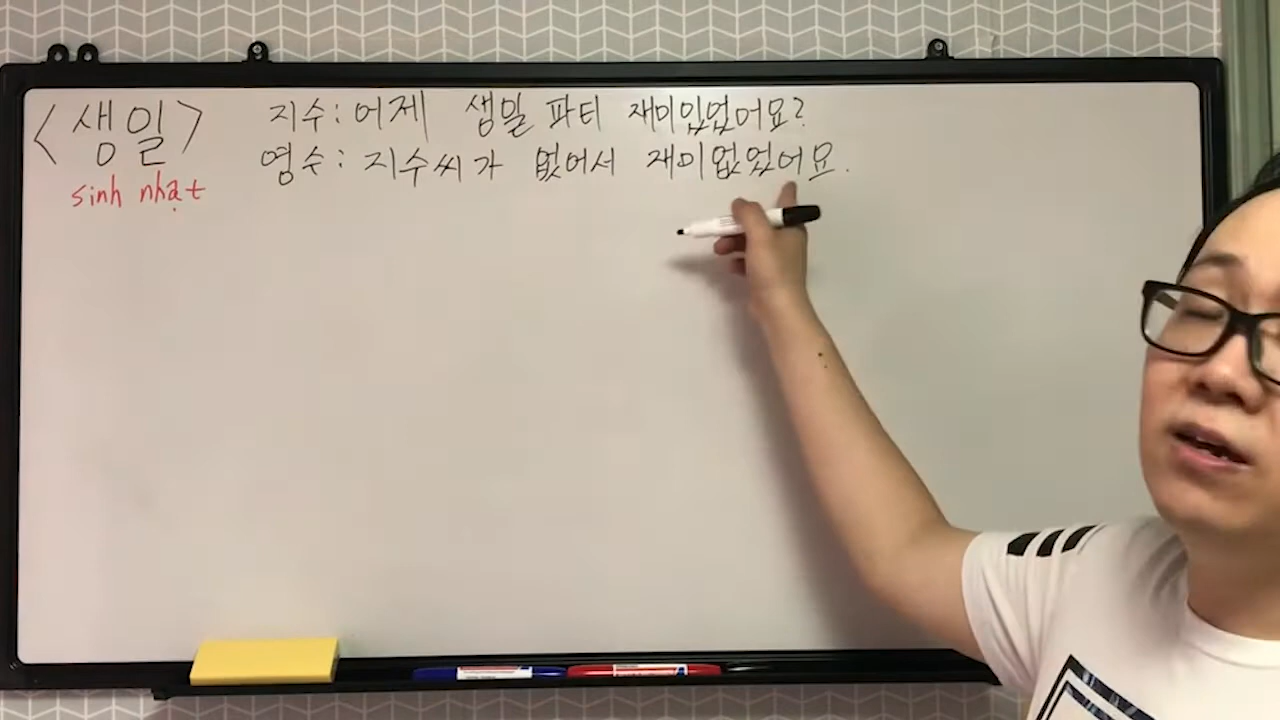 <생일>
sinh nhật
지수: 어제 생일 파티 재미있었어요?
영수: 지수씨가 없어서 재미없었어요.